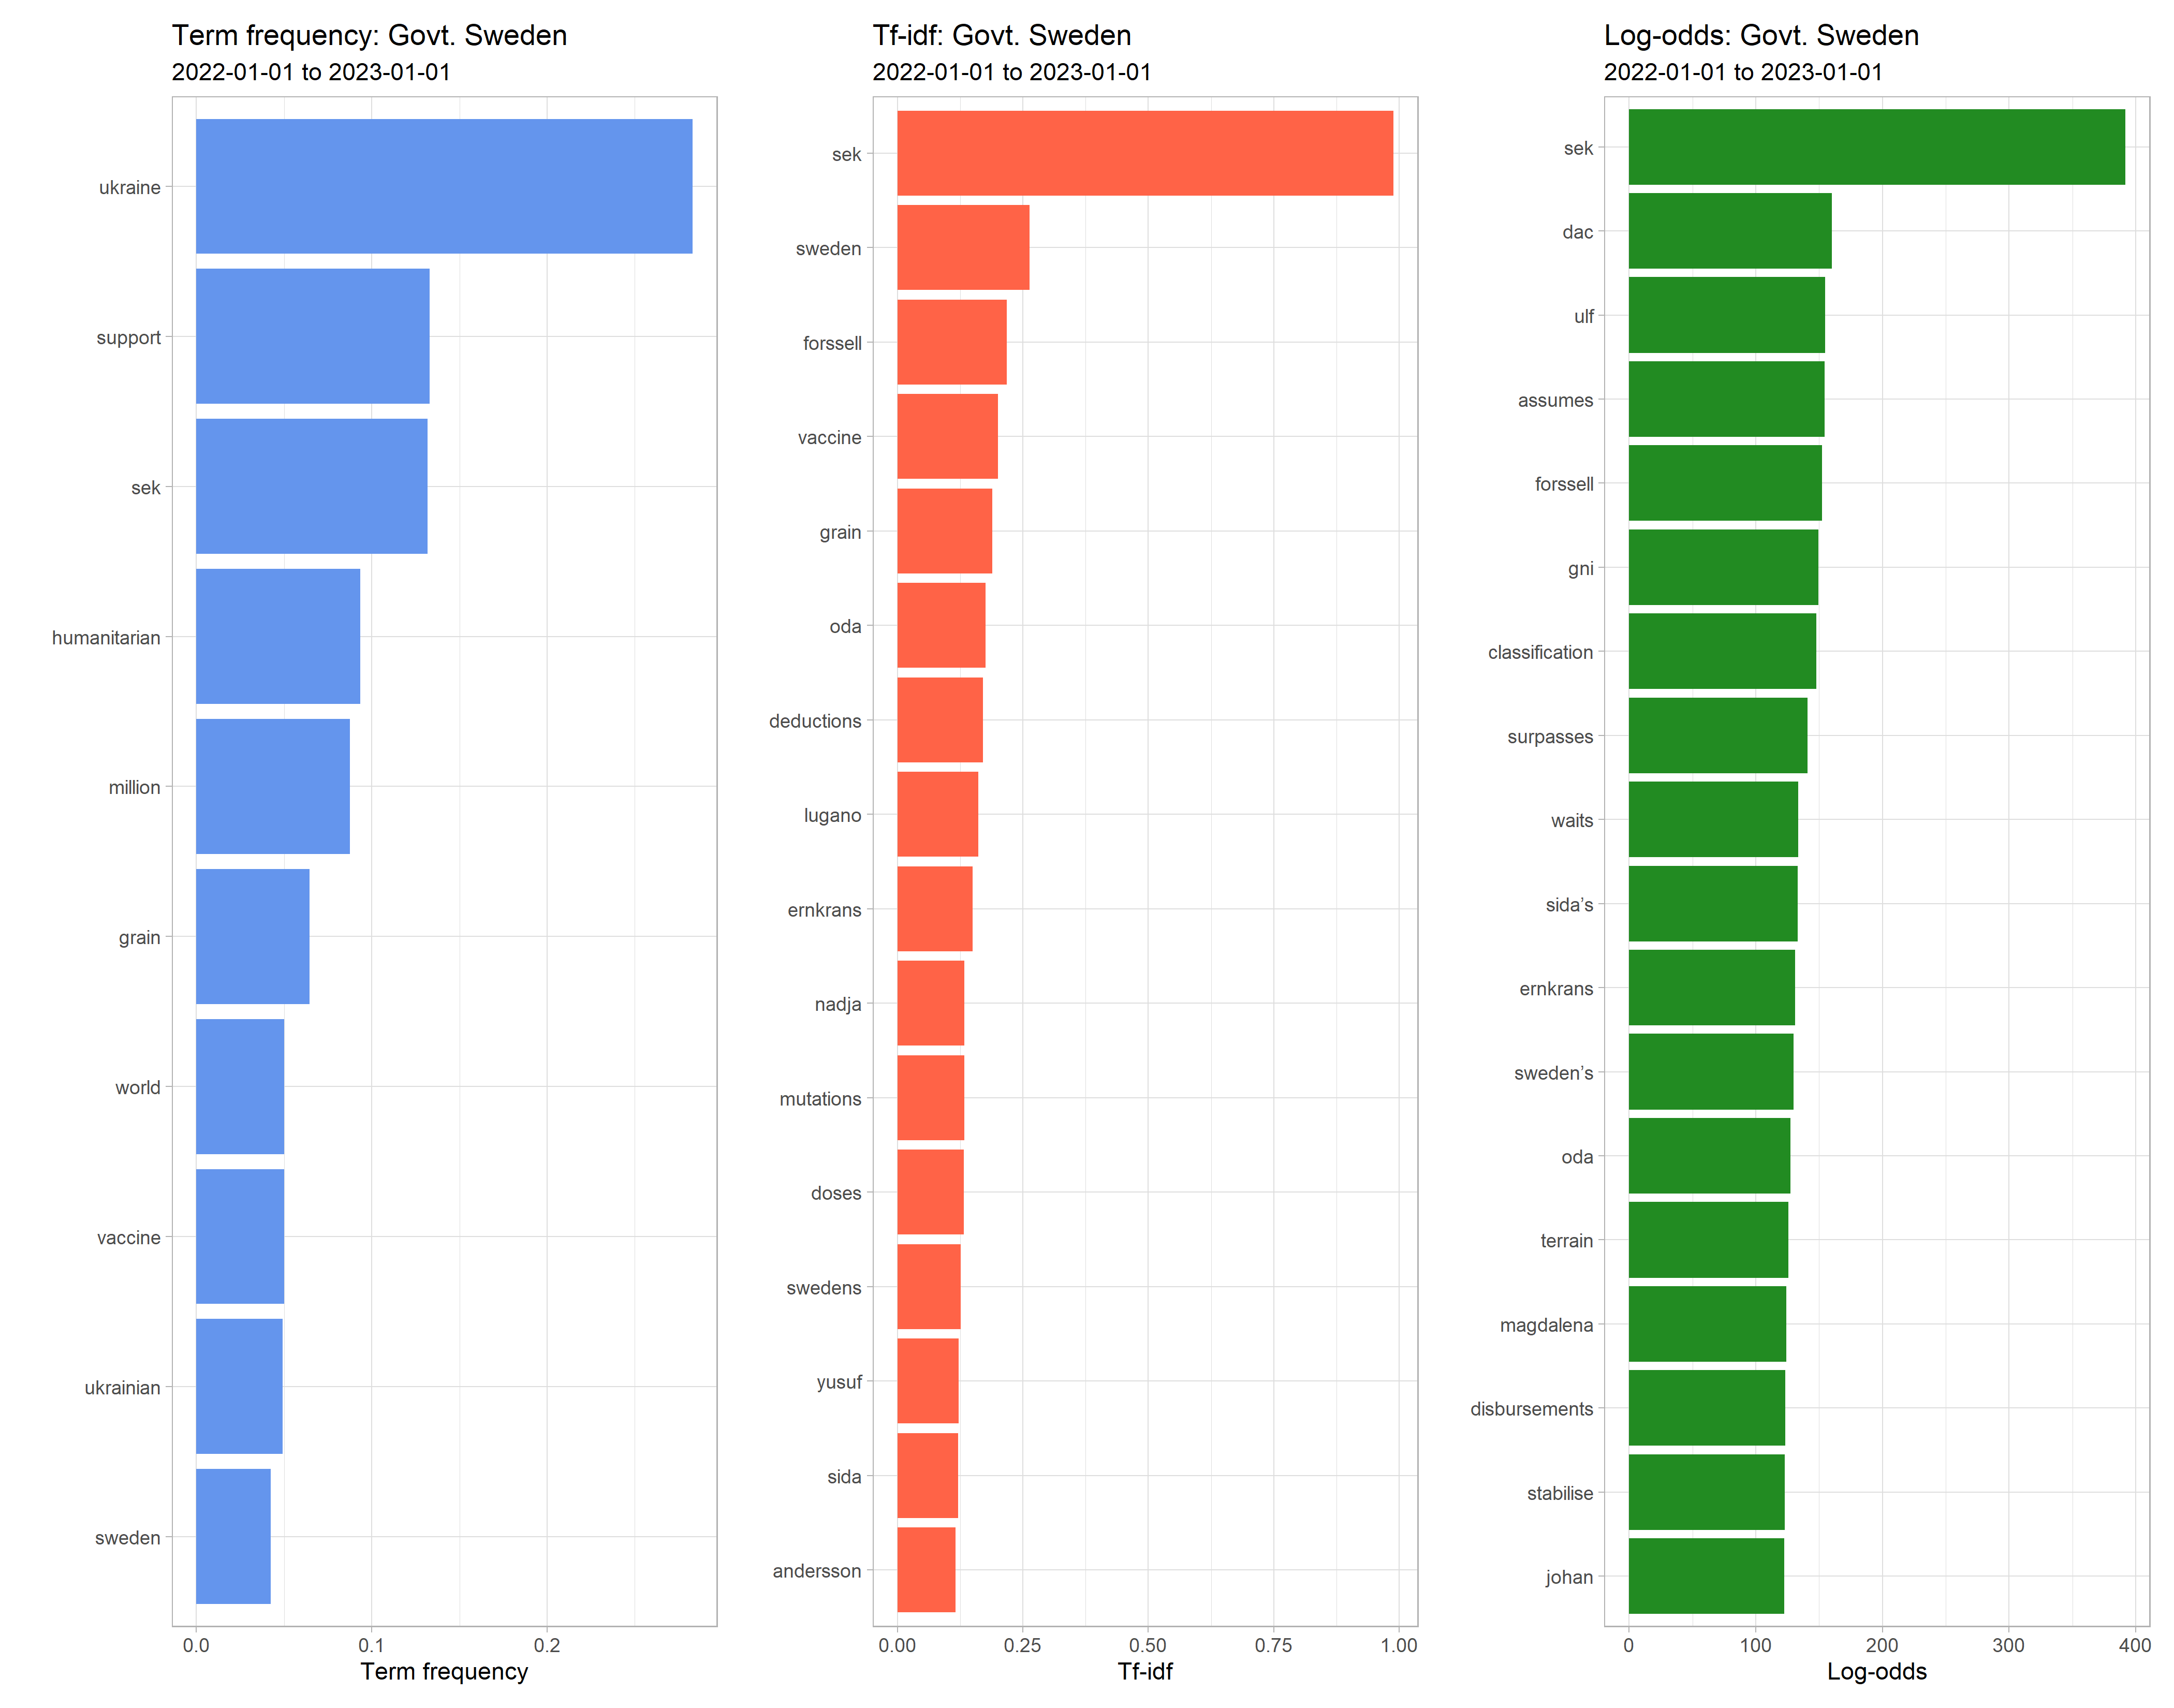 Term frequency: Govt. Sweden
2022-01-01 to 2023-01-01
ukraine
support
sek
humanitarian
million
grain
world
vaccine
ukrainian
sweden
0.0 0.1 0.2
Term frequency
Tf-idf: Govt. Sweden
2022-01-01 to 2023-01-01
sek
sweden
forssell
vaccine
grain
oda
deductions
lugano
ernkrans
nadja
mutations
doses
swedens
yusuf
sida
andersson
0.00 0.25 0.50 0.75 1.00
Tf-idf
Log-odds: Govt. Sweden
2022-01-01 to 2023-01-01
sek
dac
ulf
assumes
forssell
gni
classification
surpasses
waits
sida’s
ernkrans
sweden’s
oda
terrain
magdalena
disbursements
stabilise
johan
0 100 200 300 400
Log-odds